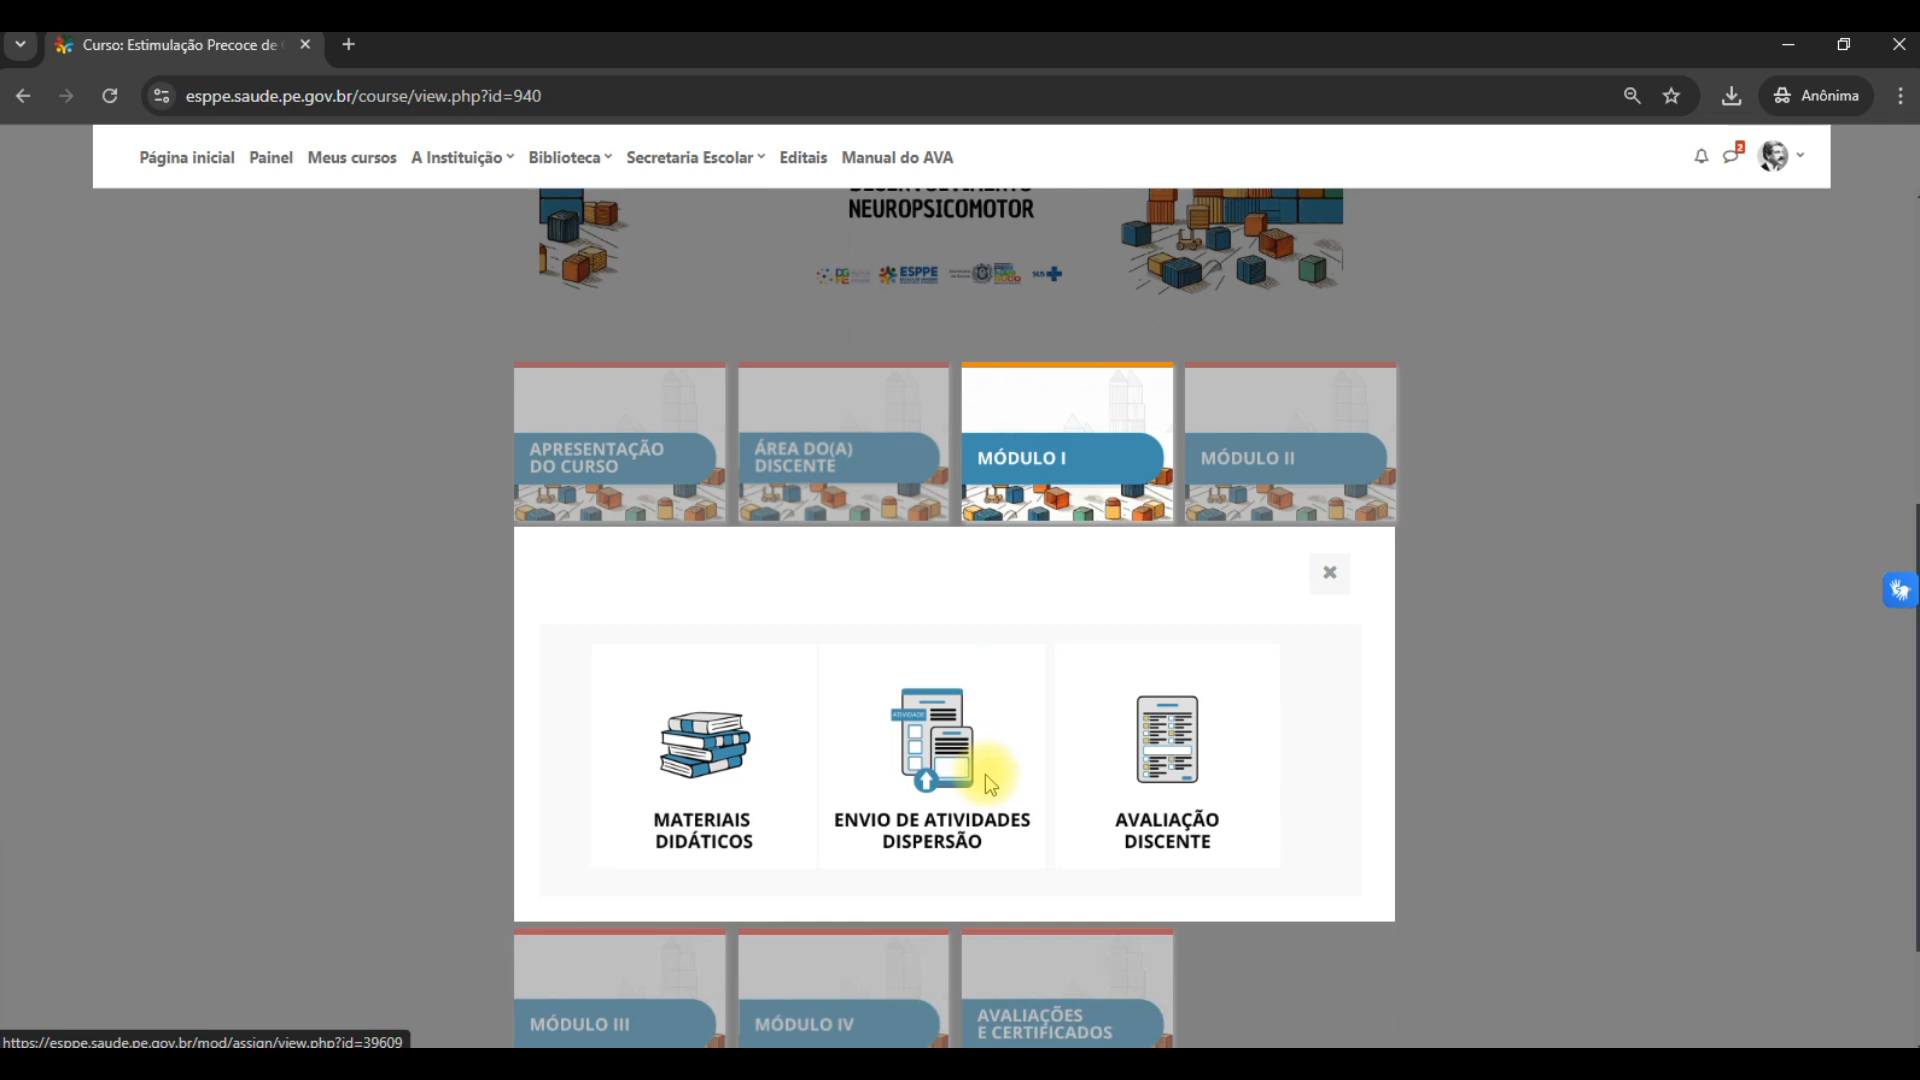 Curso: Estimulação Precoce de
esppe.saude.pe.gov.br/course/view.php?id=940
Anônima
Página inicial Painel Meus cursos A Instituição Biblioteca Secretaria Escolar Editais Manual do AVA
2
NEUROPSICOMOTOR
ESPPE
SUS
APRESENTAÇÃO
DO CURSO
ÁREA DO(A)
DISCENTE
MÓDULO I
MÓDULO II
ATIVIDADE
MATERIAIS
DIDÁTICOS
ENVIO DE ATIVIDADES
DISPERSÃO
AVALIAÇÃO
DISCENTE
MÓDULO III
MÓDULO IV
AVALIAÇÕES
E CERTIFICADOS
https://esppe.saude.pe.gov.br/mod/assign/view.php?id=39609